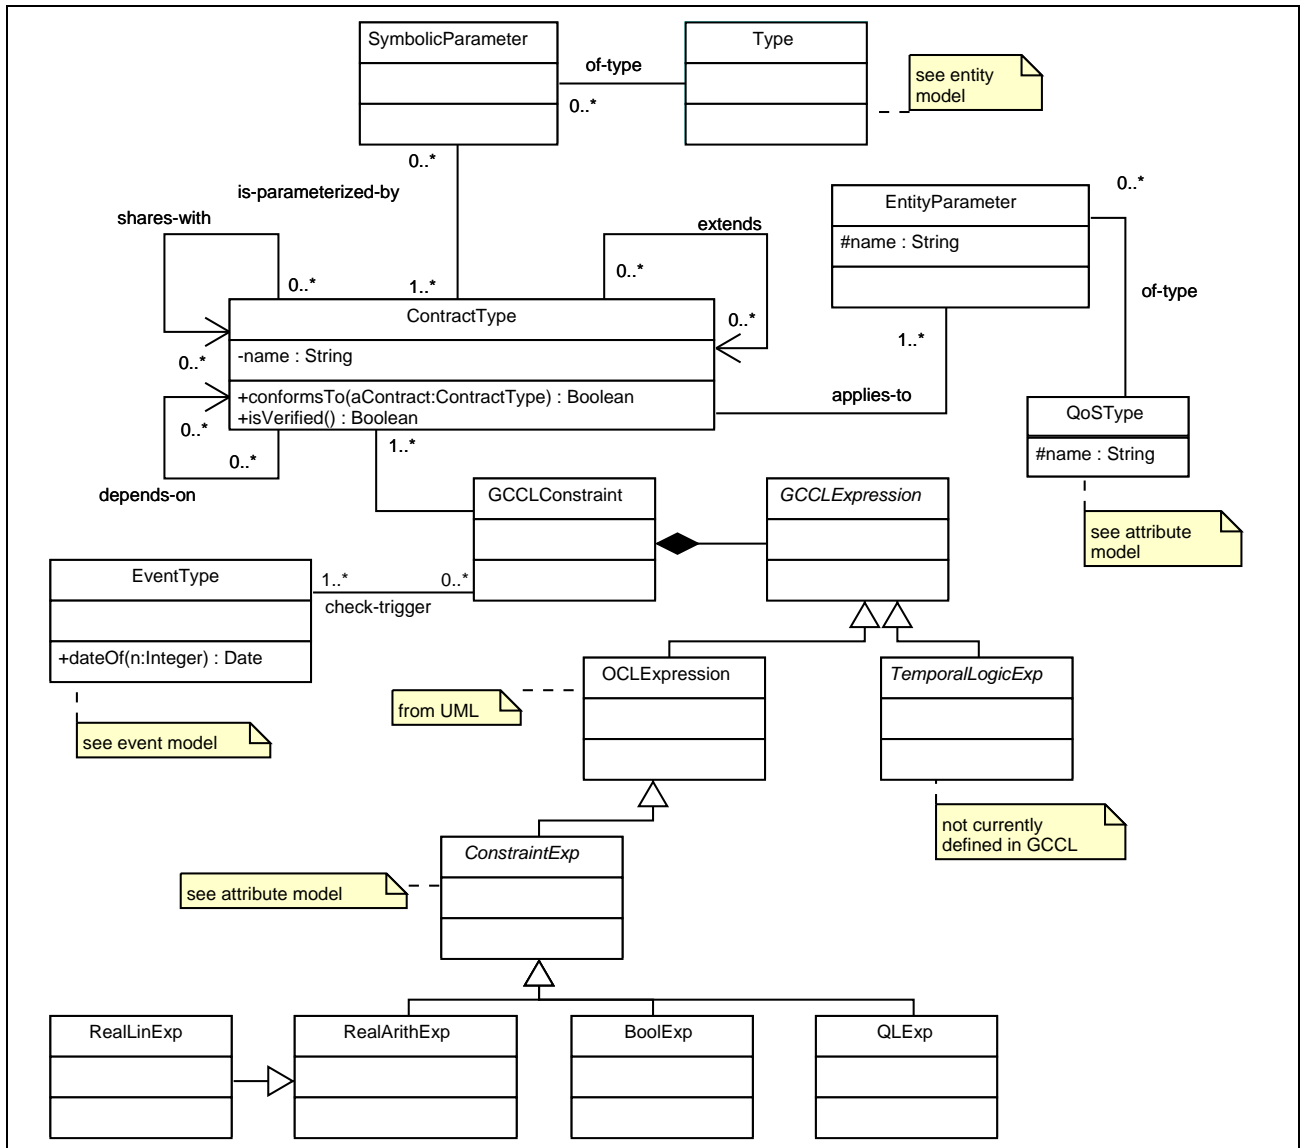 SymbolicParameter
Type
of-type
0..*
see entity
model
0..*
is-parameterized-by
1..*
shares-with
0..*
0..*
extends
0..*
0..*
EntityParameter
#name : String
0..*
of-type
1..*
applies-to
ContractType
-name : String
+conformsTo(aContract:ContractType) : Boolean
+isVerified() : Boolean
0..*
0..*
depends-on
1..*
QoSType
#name : String
see attribute
model
GCCLConstraint
GCCLExpression
EventType
+dateOf(n:Integer) : Date
1..*
0..*
check-trigger
see event model
OCLExpression
from UML
TemporalLogicExp
not currently
defined in GCCL
ConstraintExp
see attribute model
RealLinExp
RealArithExp
BoolExp
QLExp